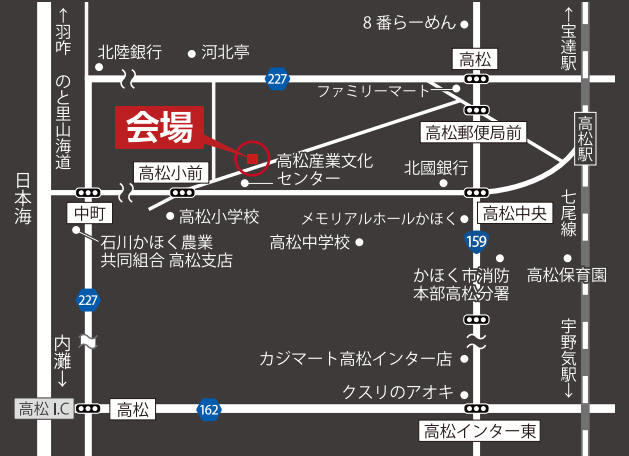 ←羽咋 のと里山海道
北陸銀行
河北亭
227
8番らーめん
高松
←宝達駅
ファミリーマート
会場
高松郵便局前
高松駅
高松小前
高松産業文化
センター
北國銀行
日本海
中町
高松小学校
メモリアルホールかほく
高松中央
七尾線
石川かほく農業
共同組合 高松支店
高松中学校
159
かほく市消防
本部高松分署
高松保育園
227
内灘→
カジマート高松インター店
宇野気駅→
クスリのアオキ
高松I.C
高松
162
高松インター東